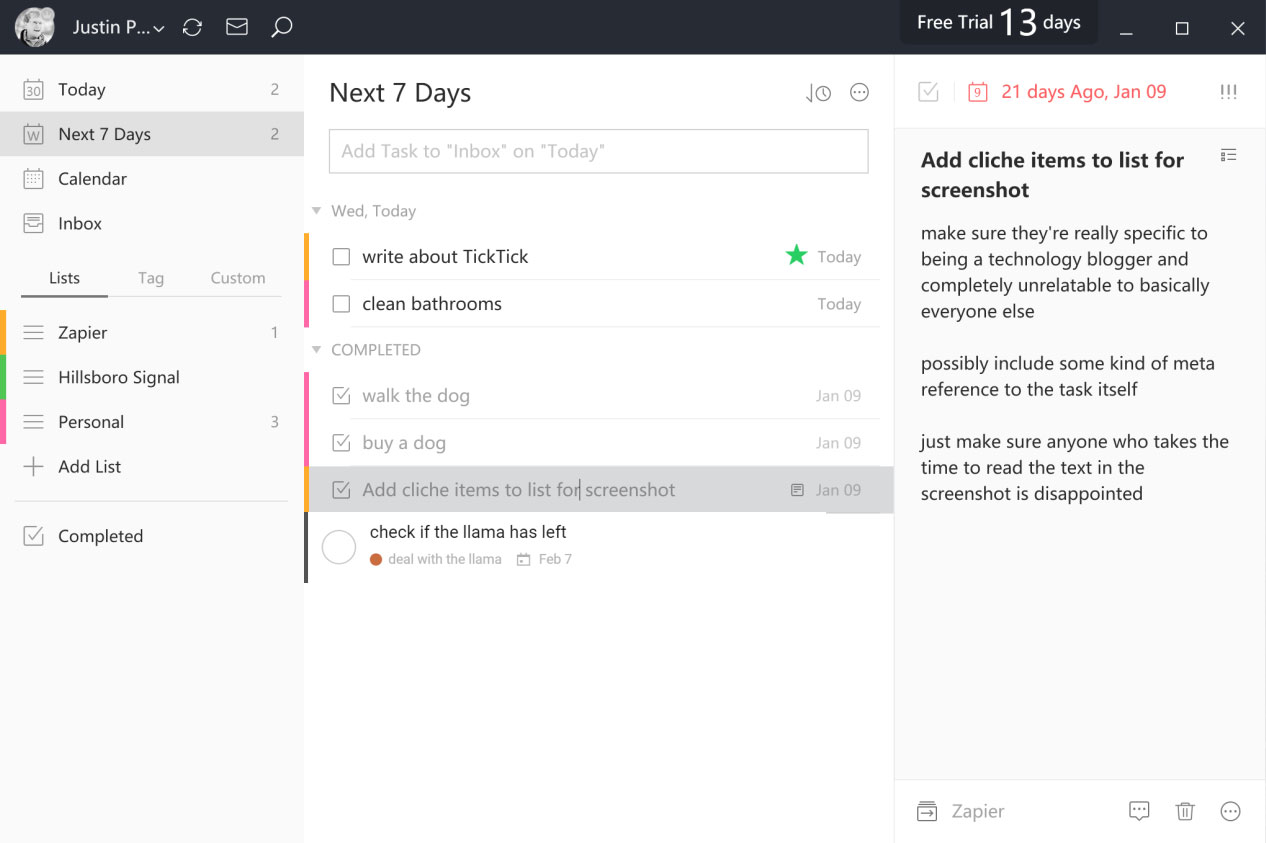 Justin P...
Free Trial 13 days
30 Today 2
W Next 7 Days 2
Calendar
Inbox
Lists Tag Custom
Zapier 1
Hillsboro Signal
Personal 3
Add List
Completed
Next 7 Days
Add Task to "Inbox" on "Today"
Wed, Today
write about TickTick Today
clean bathrooms Today
COMPLETED
walk the dog Jan 09
buy a dog Jan 09
Add cliche items to list for screenshot Jan 09
check if the llama has left
deal with the llama Feb 7
9 21 days Ago, Jan 09 !!!
Add cliche items to list for
screenshot
make sure they're really specific to
being a technology blogger and
completely unrelatable to basically
everyone else
possibly include some kind of meta
reference to the task itself
just make sure anyone who takes the
time to read the text in the
screenshot is disappointed
Zapier